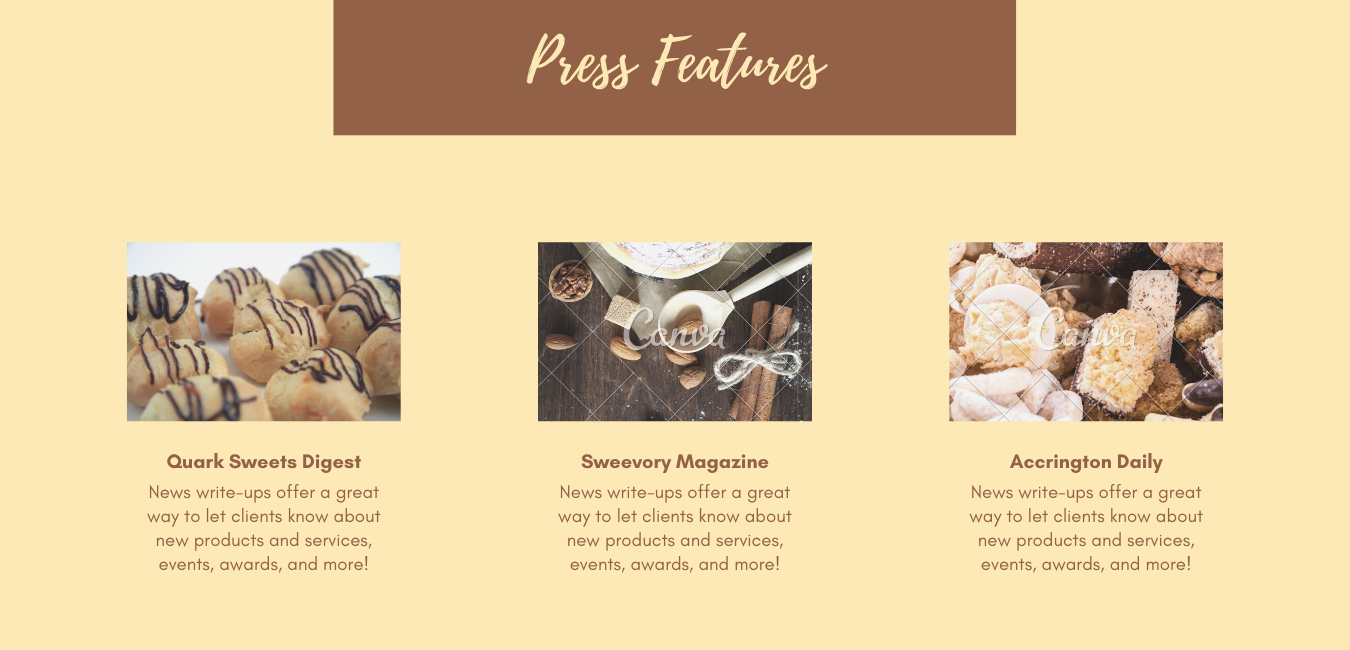 Press Features
Canva
Canva
Quark Sweets Digest
News write-ups offer a great
way to let clients know about
new products and services,
events, awards, and more!
Sweevory Magazine
News write-ups offer a great
way to let clients know about
new products and services,
events, awards, and more!
Accrington Daily
News write-ups offer a great
way to let clients know about
new products and services,
events, awards, and more!